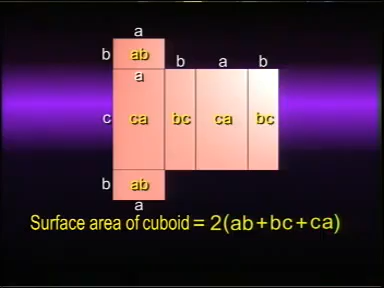 a
b ab
a b a b
c ca bc ca bc
b ab
a
Surface area of cuboid = 2(ab+bc+ca)